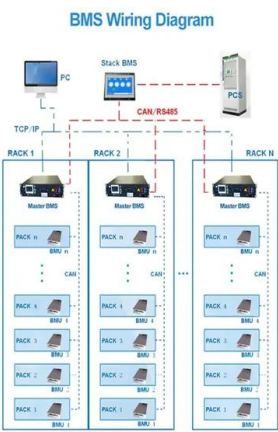 BMS Wiring Diagram
Stack BMS
PC
PCS
CAN/RS485
TCP/IP
RACK 1
RACK 2
RACK N
Master BMS
Master BMS
Master BMS
PACK n
BMU n
PACK n
BMU n
PACK n
BMU n
CAN
CAN
CAN
PACK 4
BMU 4
PACK 4
BMU 4
PACK 4
BMU 4
PACK 3
BMU 3
PACK 3
BMU 3
PACK 3
BMU 3
PACK 2
BMU 2
PACK 2
BMU 2
PACK 2
BMU 2
PACK 1
BMU 1
PACK 1
BMU 1
PACK 1
BMU 1